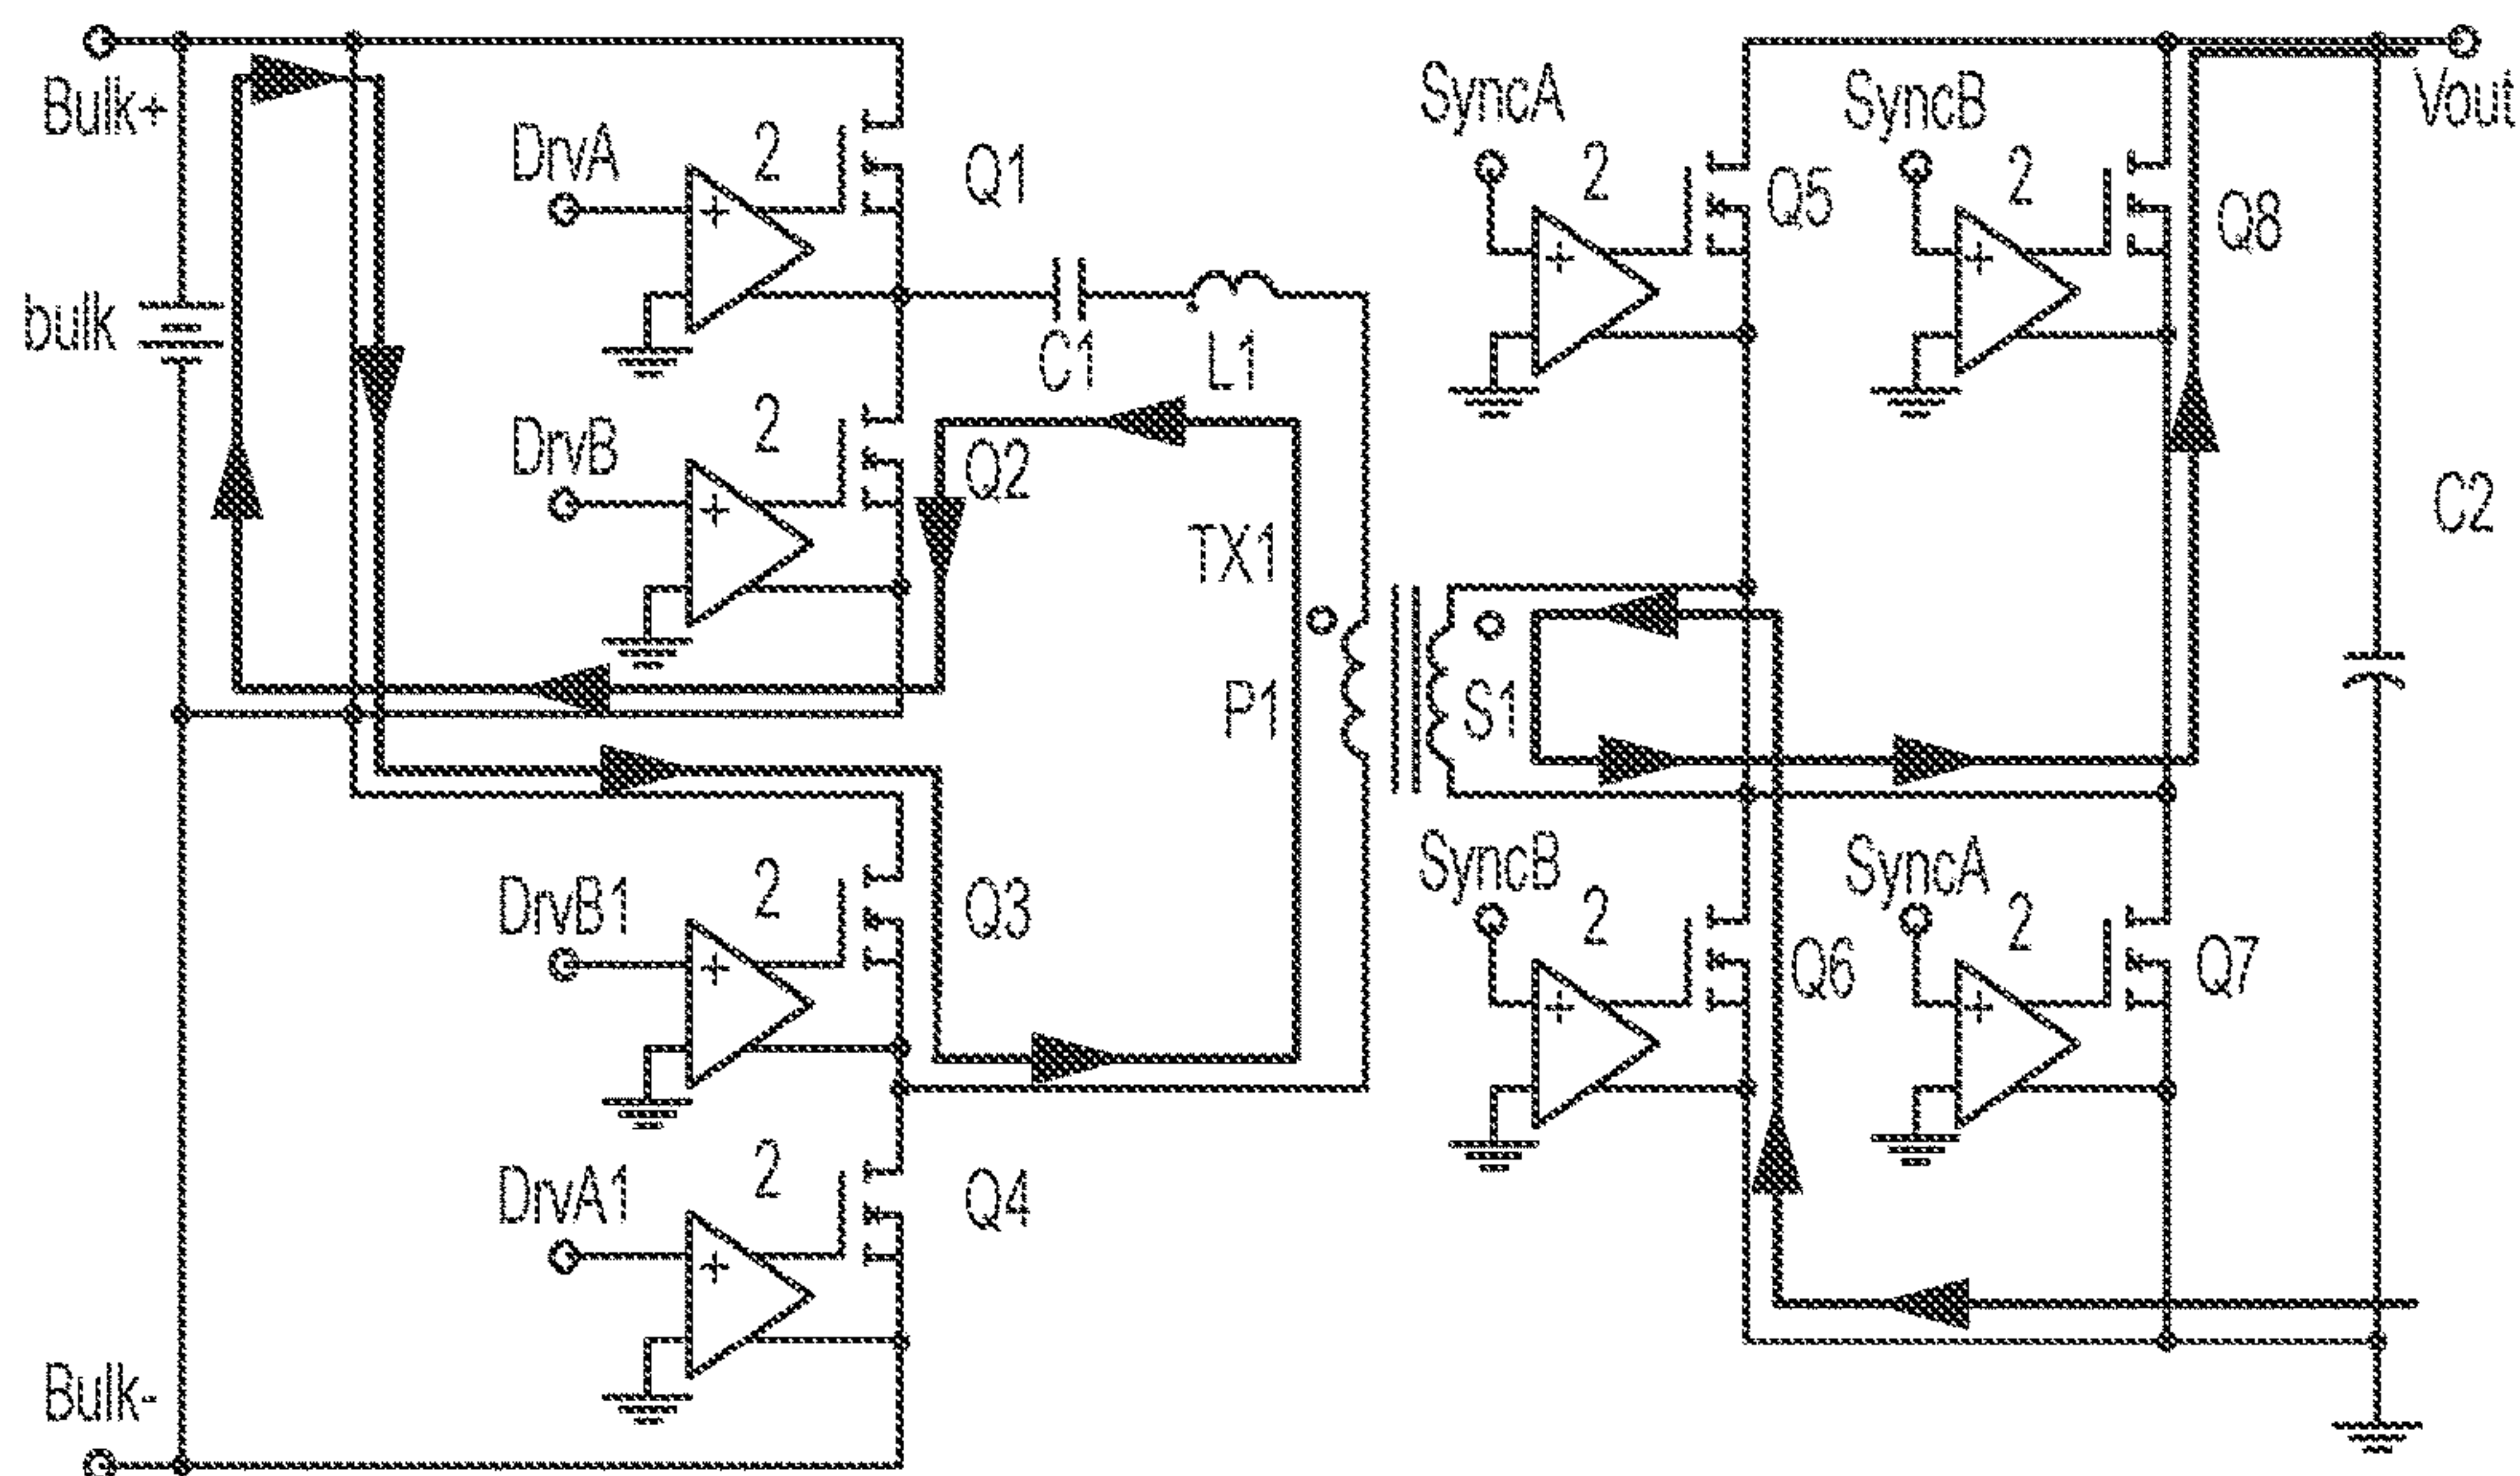 Bulk+
bulk
DrvA
2
+
Q1
C1
L1
DrvB
2
+
Q2
TX1
P1
S1
DrvB1
2
+
Q3
DrvA1
2
+
Q4
Bulk-
SyncA
2
+
Q5
SyncB
2
+
Q8
Vout
C2
SyncB
2
+
Q6
SyncA
2
+
Q7